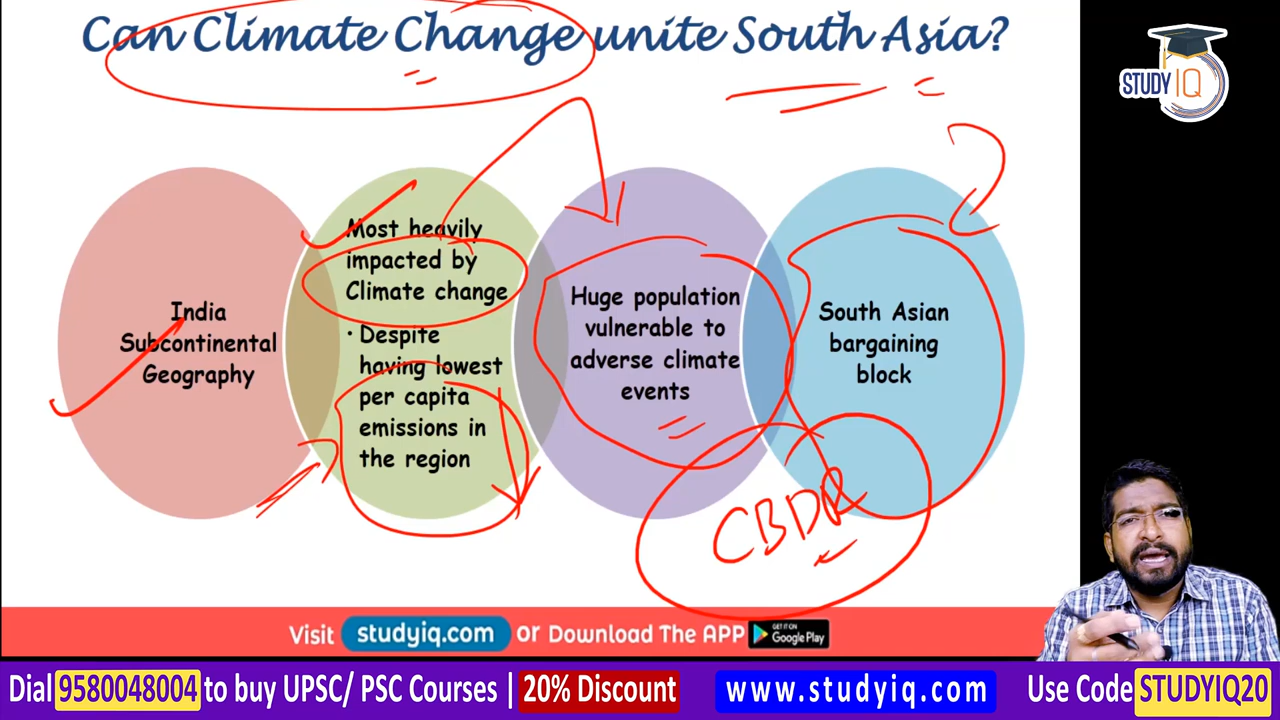 Can Climate Change unite South Asia?
STUDY IQ
India
Subcontinental
Geography
Most heavily
impacted by
Climate change
• Despite
having lowest
per capita
emissions in
the region
Huge population
vulnerable to
adverse climate
events
South Asian
bargaining
block
CBDR
Visit studyiq.com or Download The APP GET IT ON Google Play
Dial 9580048004 to buy UPSC/ PSC Courses | 20% Discount www.studyiq.com Use Code STUDYIQ20